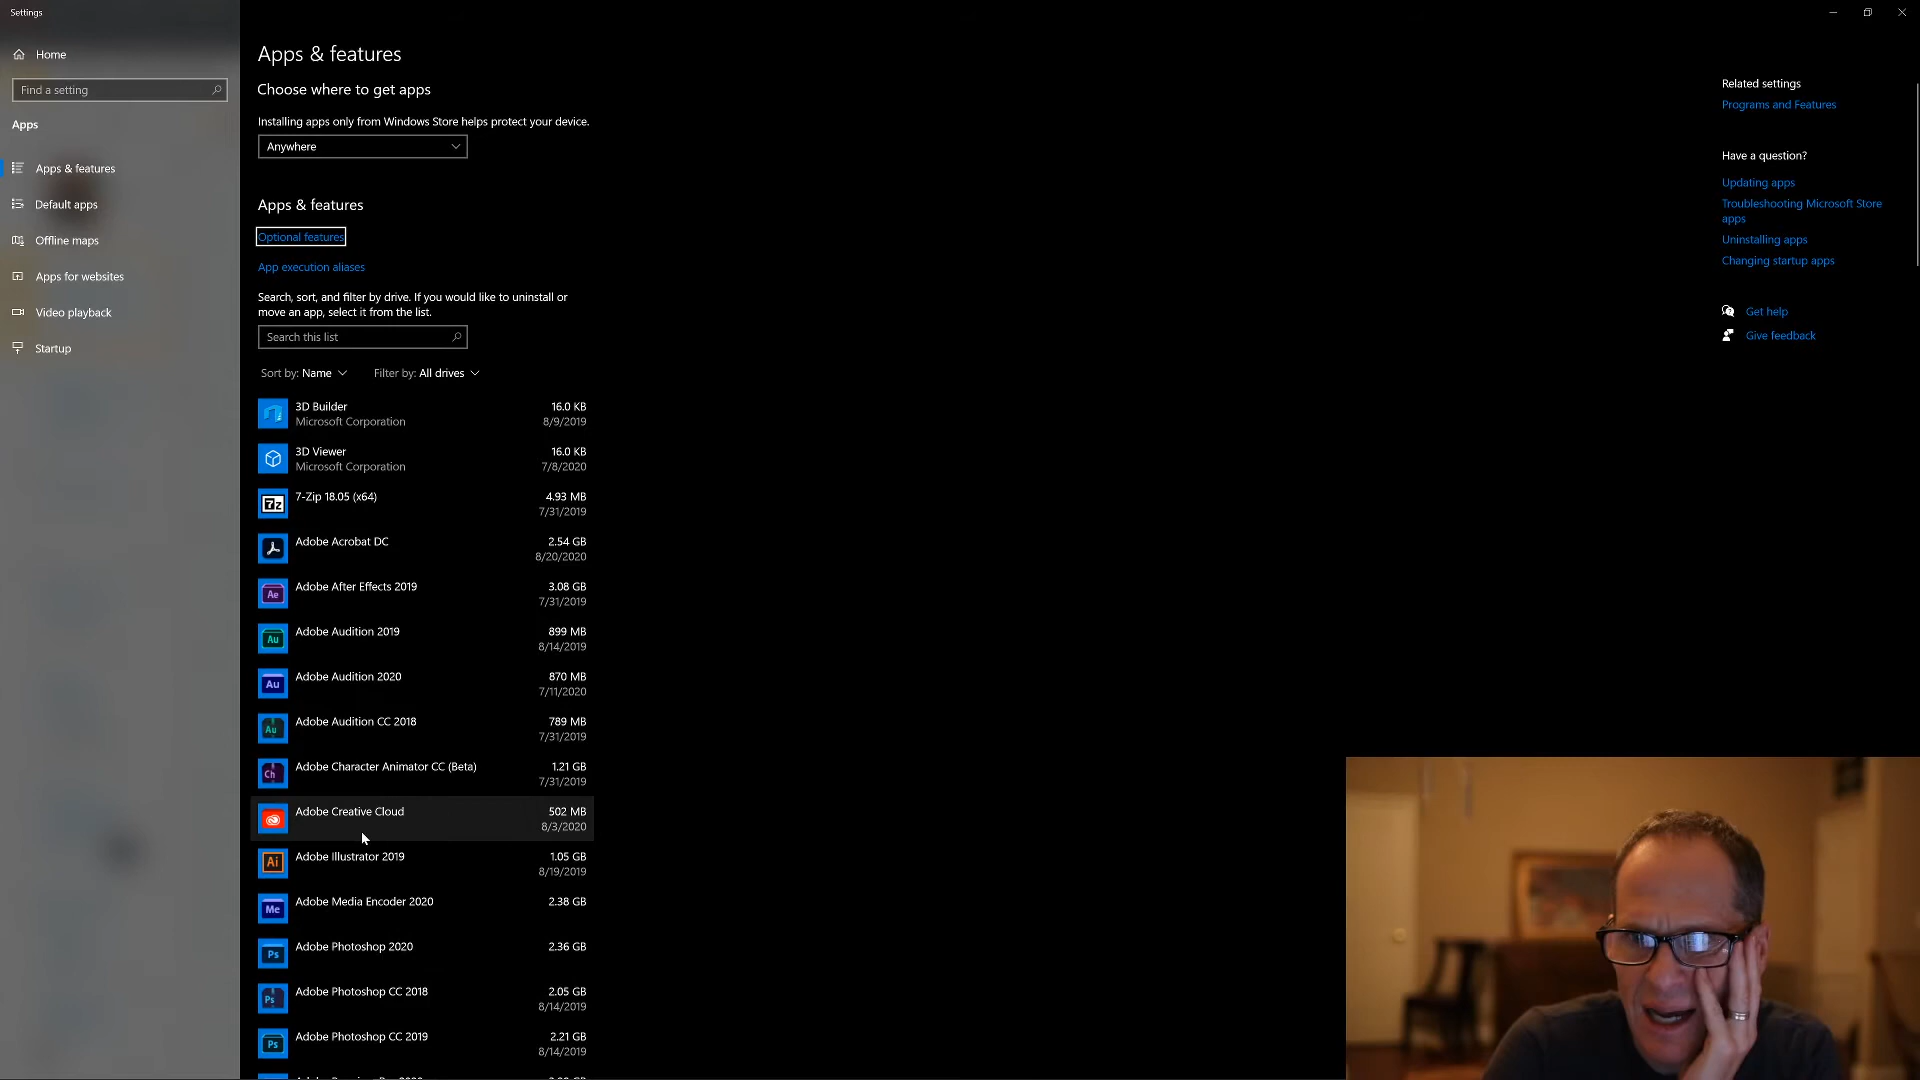 Settings
Home
Find a setting
Apps
Apps & features
Default apps
Offline maps
Apps for websites
Video playback
Startup
Apps & features
Choose where to get apps
Installing apps only from Windows Store helps protect your device.
Anywhere
Apps & features
Optional features
App execution aliases
Search, sort, and filter by drive. If you would like to uninstall or
move an app, select it from the list.
Search this list
Sort by: Name Filter by: All drives
3D Builder 16.0 KB
Microsoft Corporation 8/9/2019
3D Viewer 16.0 KB
Microsoft Corporation 7/8/2020
7z 7-Zip 18.05 (x64) 4.93 MB
7/31/2019
Adobe Acrobat DC 2.54 GB
8/20/2020
Ae Adobe After Effects 2019 3.08 GB
7/31/2019
Au Adobe Audition 2019 899 MB
8/14/2019
Au Adobe Audition 2020 870 MB
7/11/2020
Au Adobe Audition CC 2018 789 MB
7/31/2019
Ch Adobe Character Animator CC (Beta) 1.21 GB
7/31/2019
Adobe Creative Cloud 502 MB
8/3/2020
Ai Adobe Illustrator 2019 1.05 GB
8/19/2019
Me Adobe Media Encoder 2020 2.38 GB
Ps Adobe Photoshop 2020 2.36 GB
Ps Adobe Photoshop CC 2018 2.05 GB
8/14/2019
Ps Adobe Photoshop CC 2019 2.21 GB
8/14/2019
Related settings
Programs and Features
Have a question?
Updating apps
Troubleshooting Microsoft Store
apps
Uninstalling apps
Changing startup apps
Get help
Give feedback